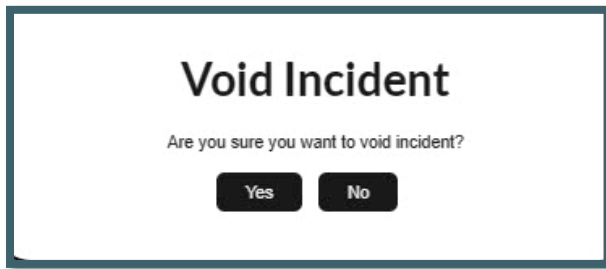 Void Incident
Are you sure you want to void incident?
Yes No